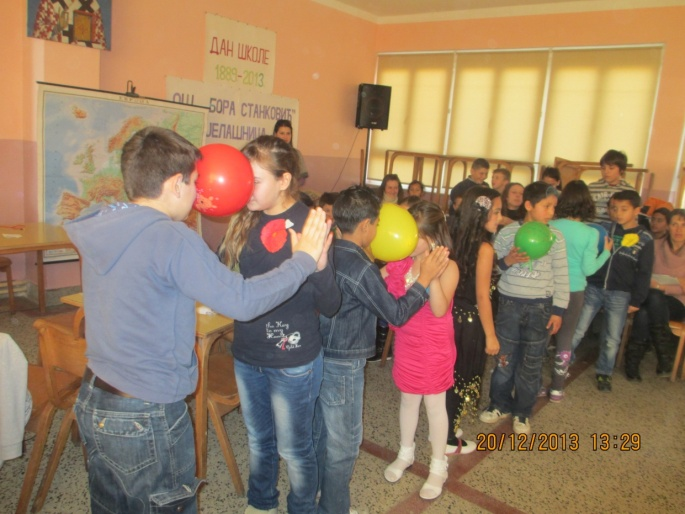 ДАН ШКОЛЕ
1889-2013
ОШ „БОРА СТАНКОВИЋ"
ЈЕЛАШНИЦА
20/12/2013 13:29